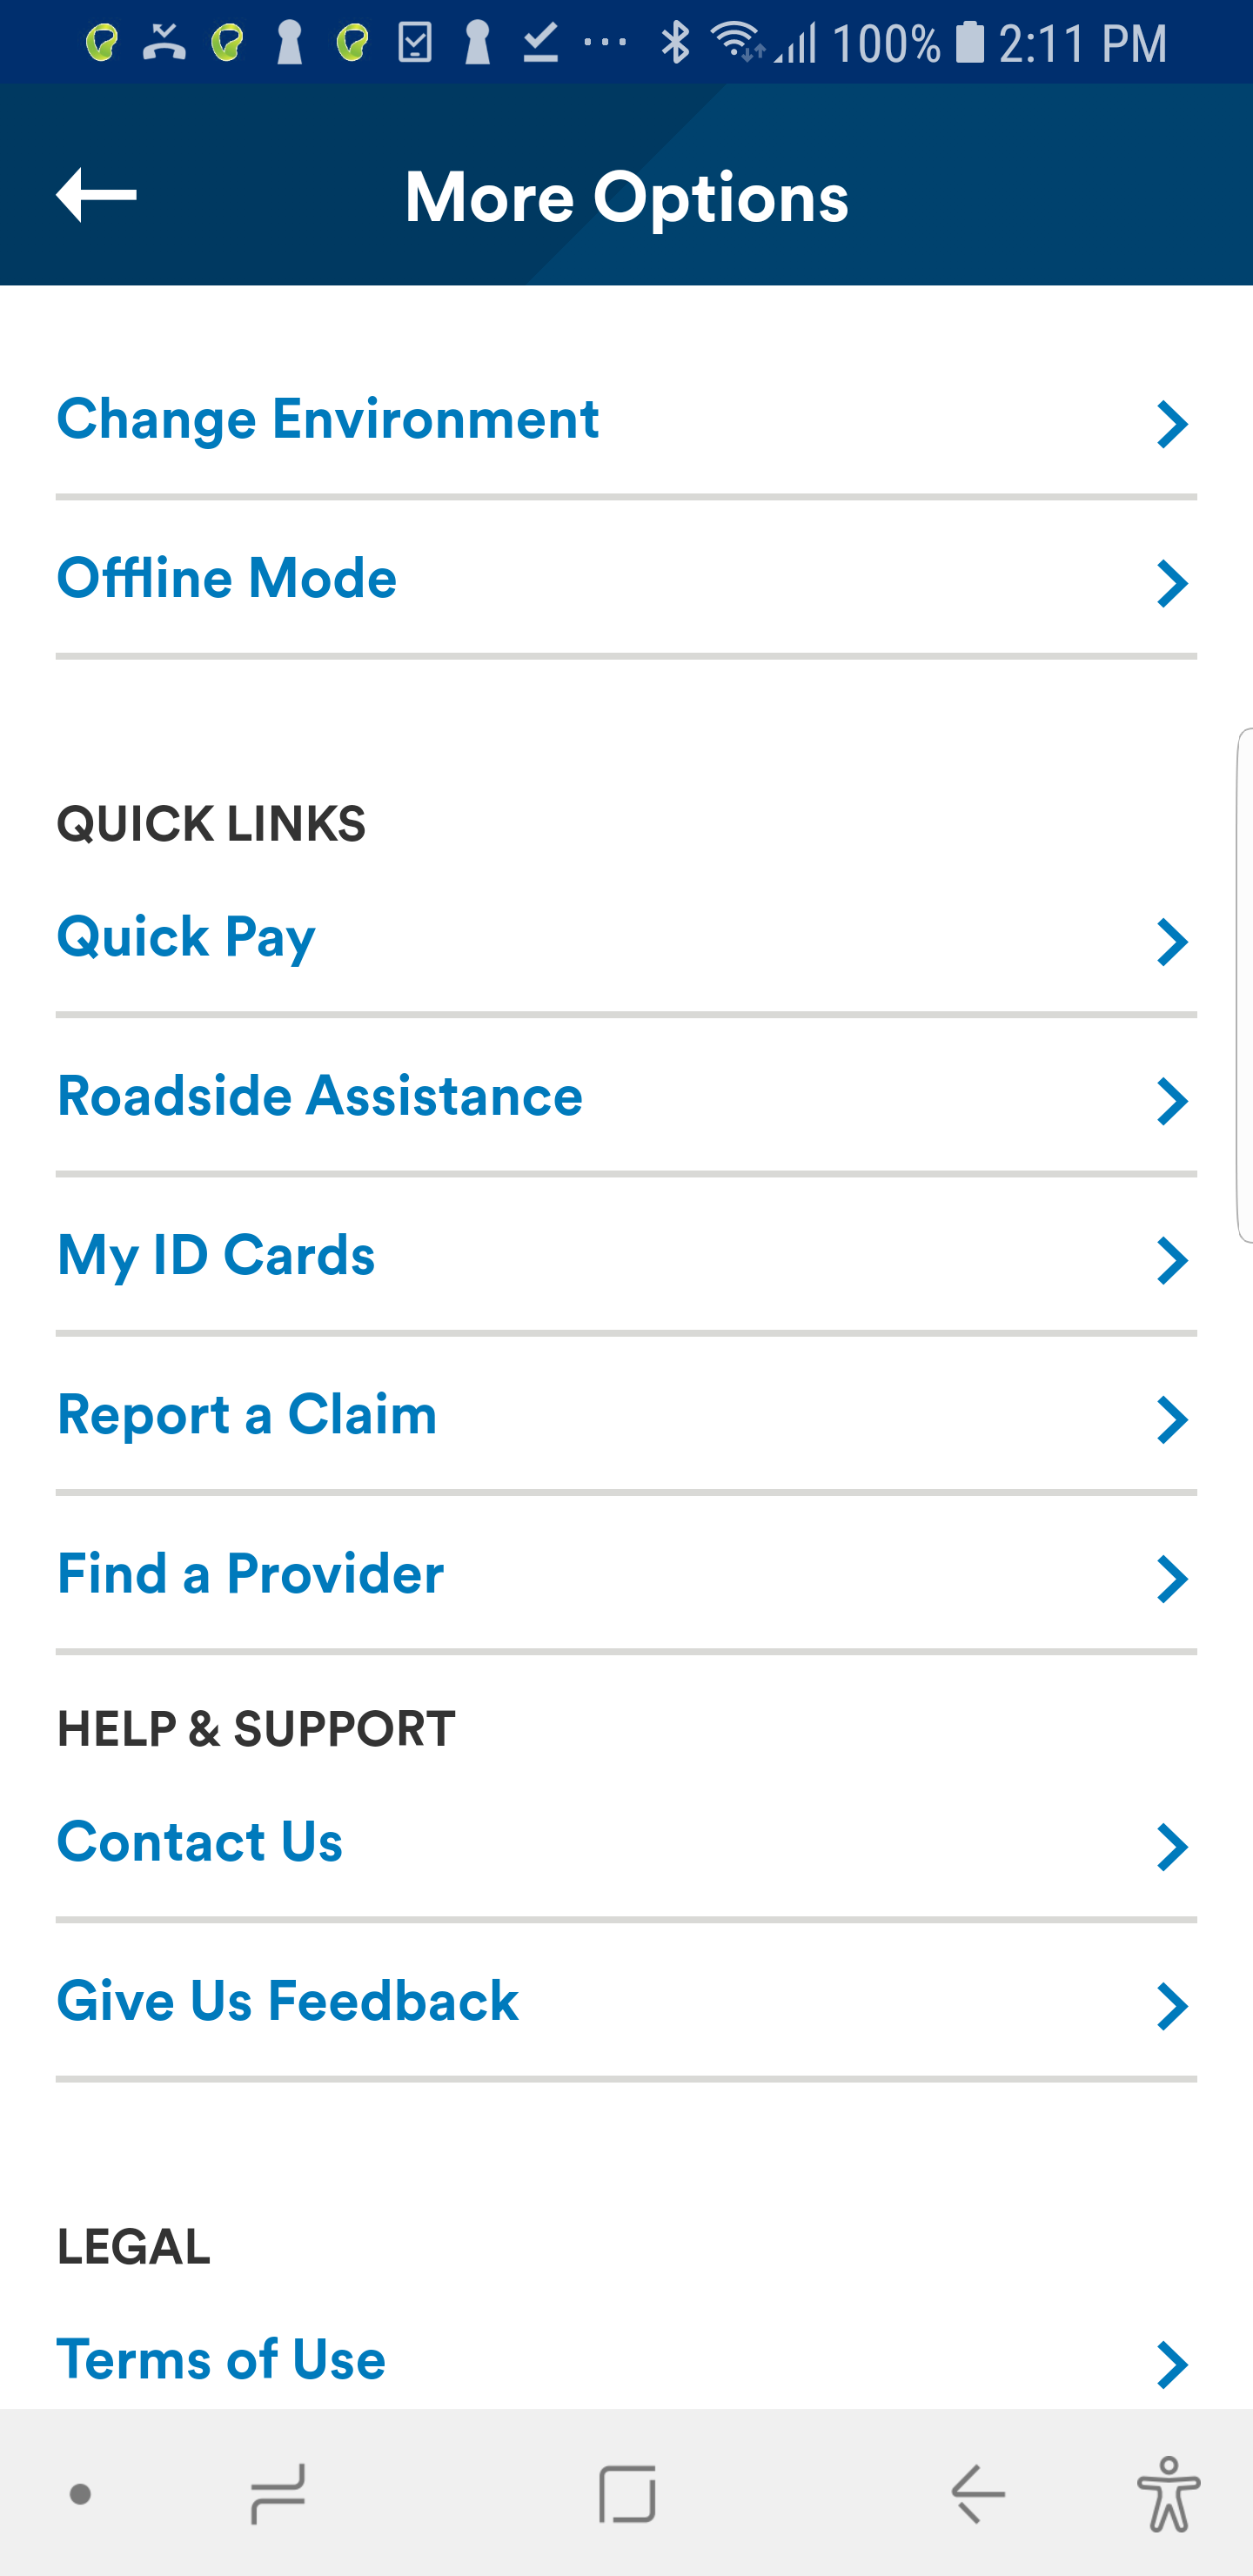 100% 2:11 PM
More Options
Change Environment
Offline Mode
QUICK LINKS
Quick Pay
Roadside Assistance
My ID Cards
Report a Claim
Find a Provider
HELP & SUPPORT
Contact Us
Give Us Feedback
LEGAL
Terms of Use